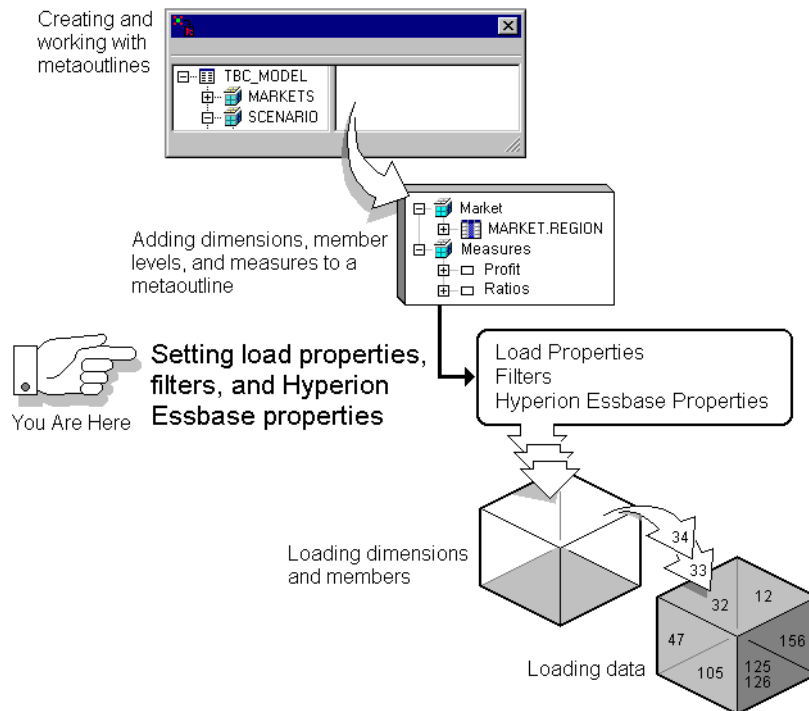 Creating and
working with
metaoutlines
TBC_MODEL
MARKETS
SCENARIO
Market
MARKET.REGION
Measures
Profit
Ratios
Adding dimensions, member
levels, and measures to a
metaoutline
You Are Here
Setting load properties,
filters, and Hyperion
Essbase properties
Load Properties
Filters
Hyperion Essbase Properties
Loading dimensions
and members
34
33
32
12
47
156
105
125
126
Loading data